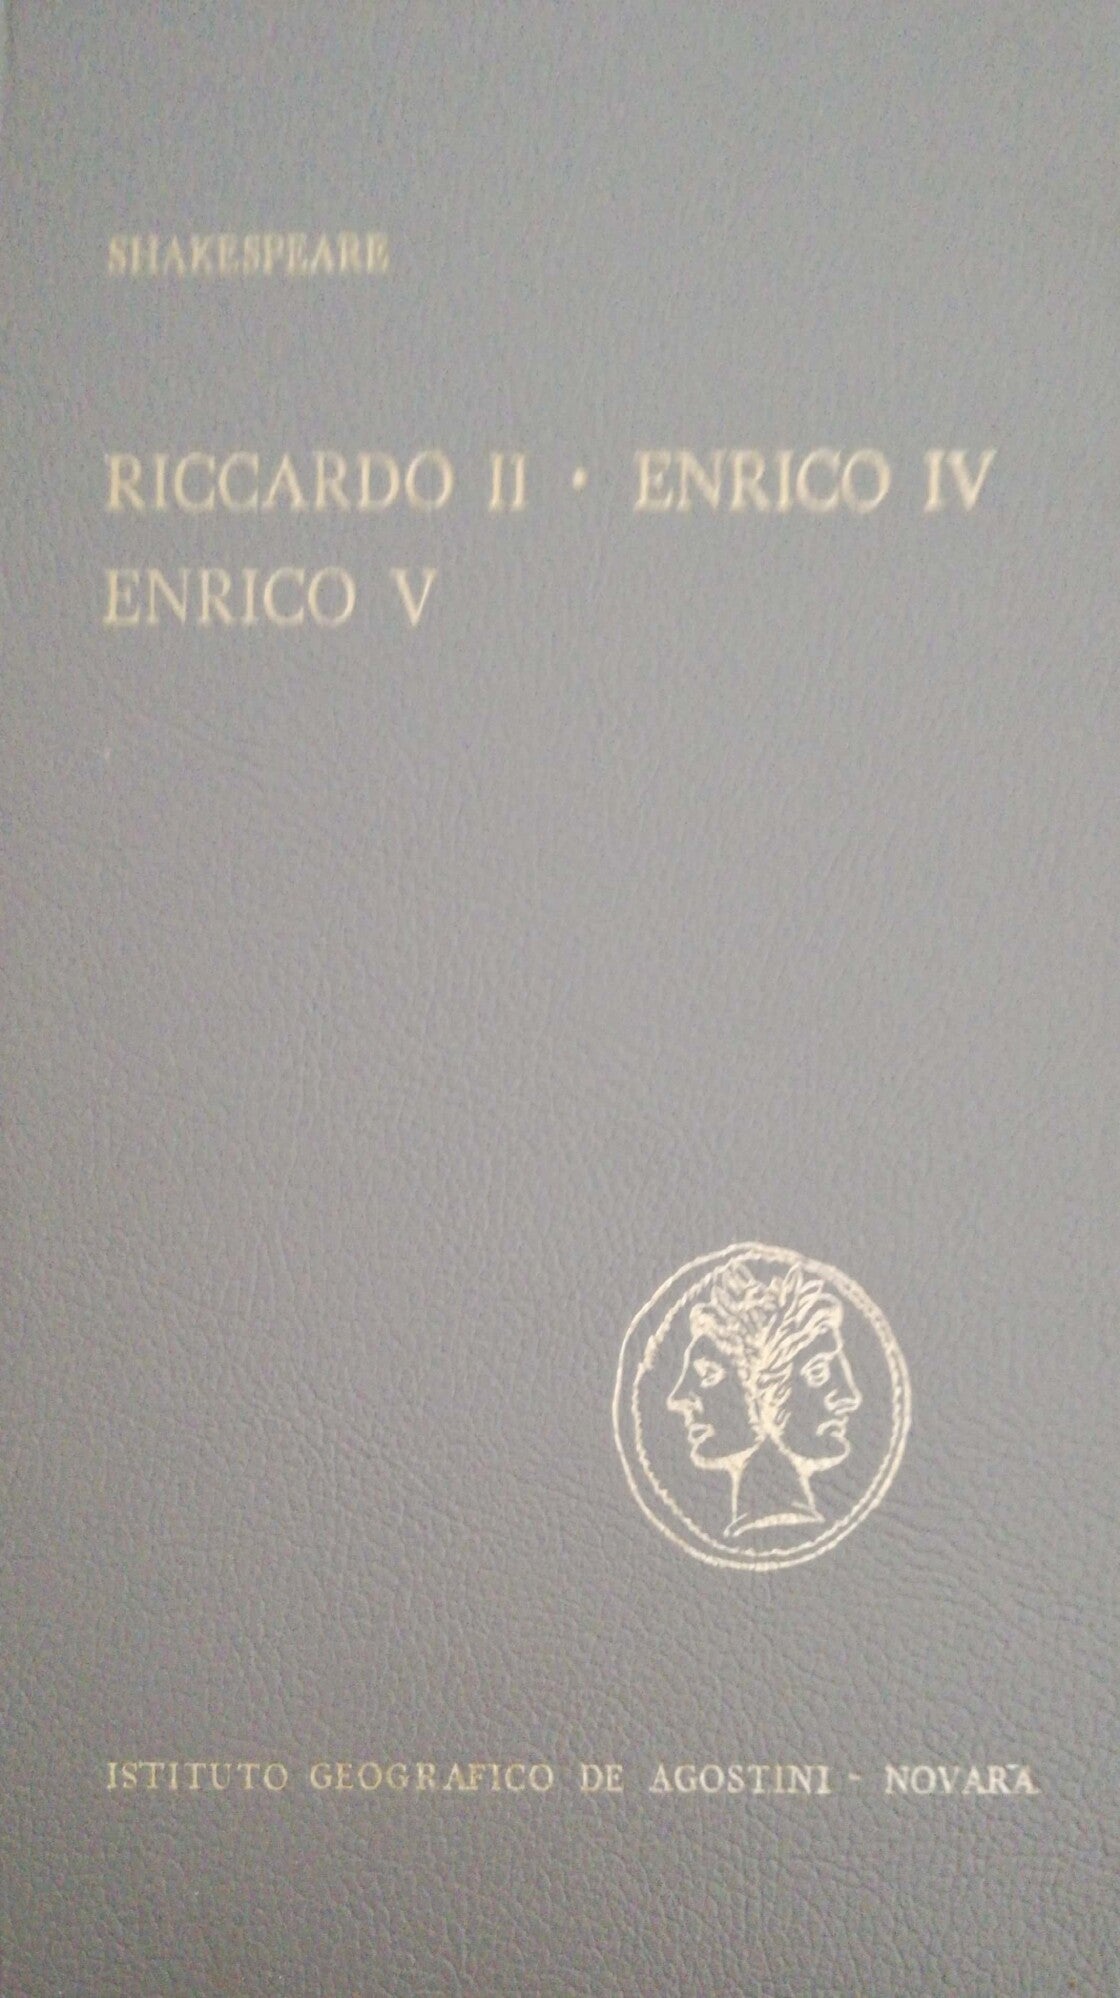 SHAKESPEARE
RICCARDO II · ENRICO IV
ENRICO V
ISTITUTO GEOGRAFICO DE AGOSTINI - NOVARA